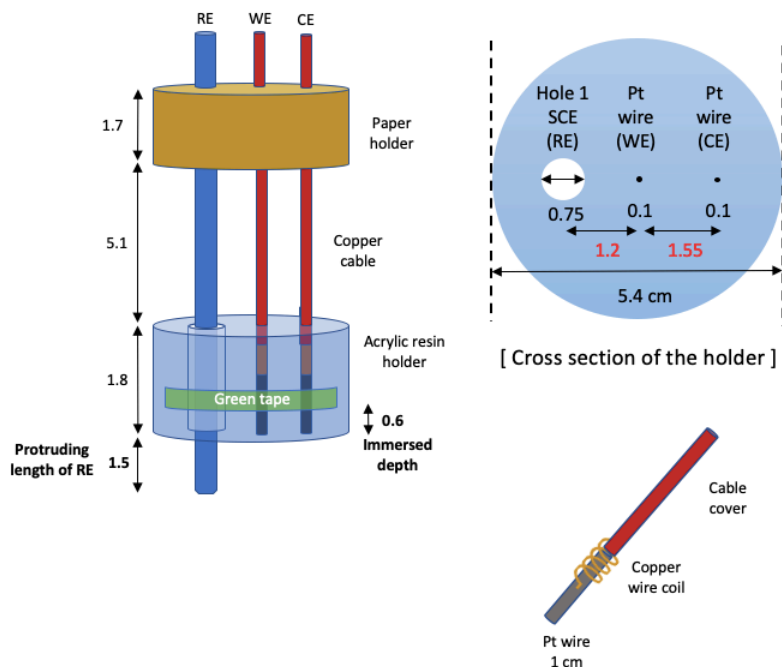 RE
WE
CE
1.7
Paper
holder
5.1
Copper
cable
Acrylic resin
holder
1.8
Green tape
0.6
Immersed
depth
Protruding
length of RE
1.5
Hole 1
SCE
(RE)
Pt
wire
(WE)
Pt
wire
(CE)
0.75
0.1
0.1
1.2
1.55
5.4 cm
[ Cross section of the holder ]
Cable
cover
Copper
wire coil
Pt wire
1 cm